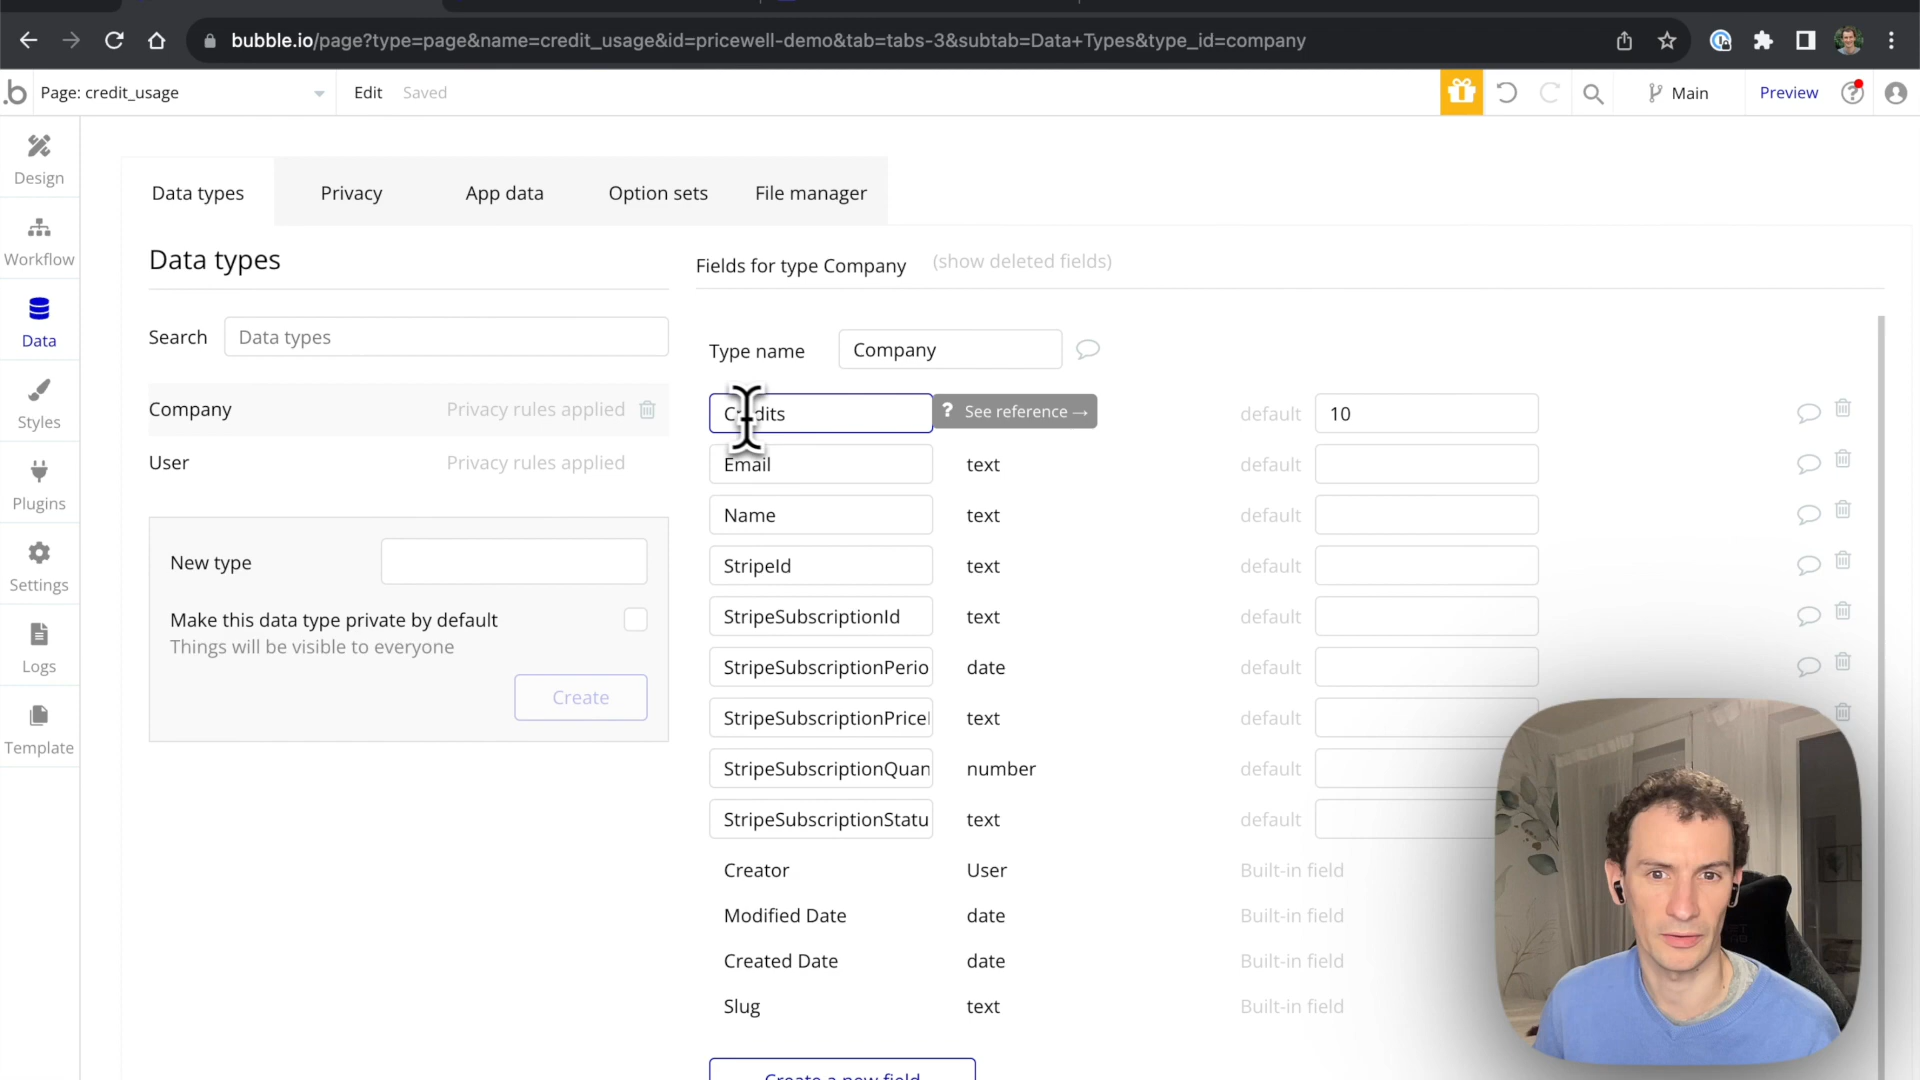 bubble.io/page?type=page&name=credit_usage&id=pricewell-demo&tab=tabs-3&subtab=Data+Types&type_id=company
.b Page: credit_usage Edit Saved Main Preview
Design
Workflow
Data
Styles
Plugins
Settings
Logs
Template
Data types Privacy App data Option sets File manager
Data types
Search Data types
Company Privacy rules applied
User Privacy rules applied
New type
Make this data type private by default
Things will be visible to everyone
Create
Fields for type Company (show deleted fields)
Type name Company
Credits ? See reference → default 10
Email text default
Name text default
StripeId text default
StripeSubscriptionId text default
StripeSubscriptionPerio date default
StripeSubscriptionPrice text default
StripeSubscriptionQuan number default
StripeSubscriptionStatu text default
Creator User Built-in field
Modified Date date Built-in field
Created Date date Built-in field
Slug text Built-in field
Create a new field